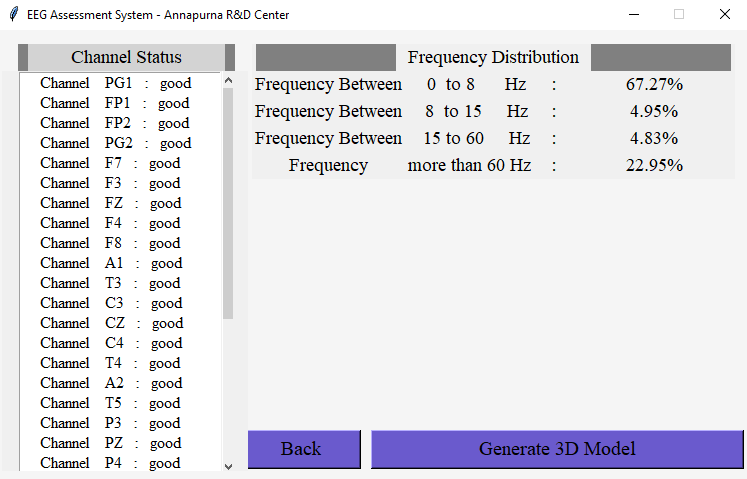 EEG Assessment System - Annapurna R&D Center
Channel Status
Channel PG1 : good
Channel FP1 : good
Channel FP2 : good
Channel PG2 : good
Channel F7 : good
Channel F3 : good
Channel FZ : good
Channel F4 : good
Channel F8 : good
Channel A1 : good
Channel T3 : good
Channel C3 : good
Channel CZ : good
Channel C4 : good
Channel T4 : good
Channel A2 : good
Channel T5 : good
Channel P3 : good
Channel PZ : good
Channel P4 : good
Frequency Distribution
Frequency Between 0 to 8 Hz : 67.27%
Frequency Between 8 to 15 Hz : 4.95%
Frequency Between 15 to 60 Hz : 4.83%
Frequency more than 60 Hz : 22.95%
Back
Generate 3D Model